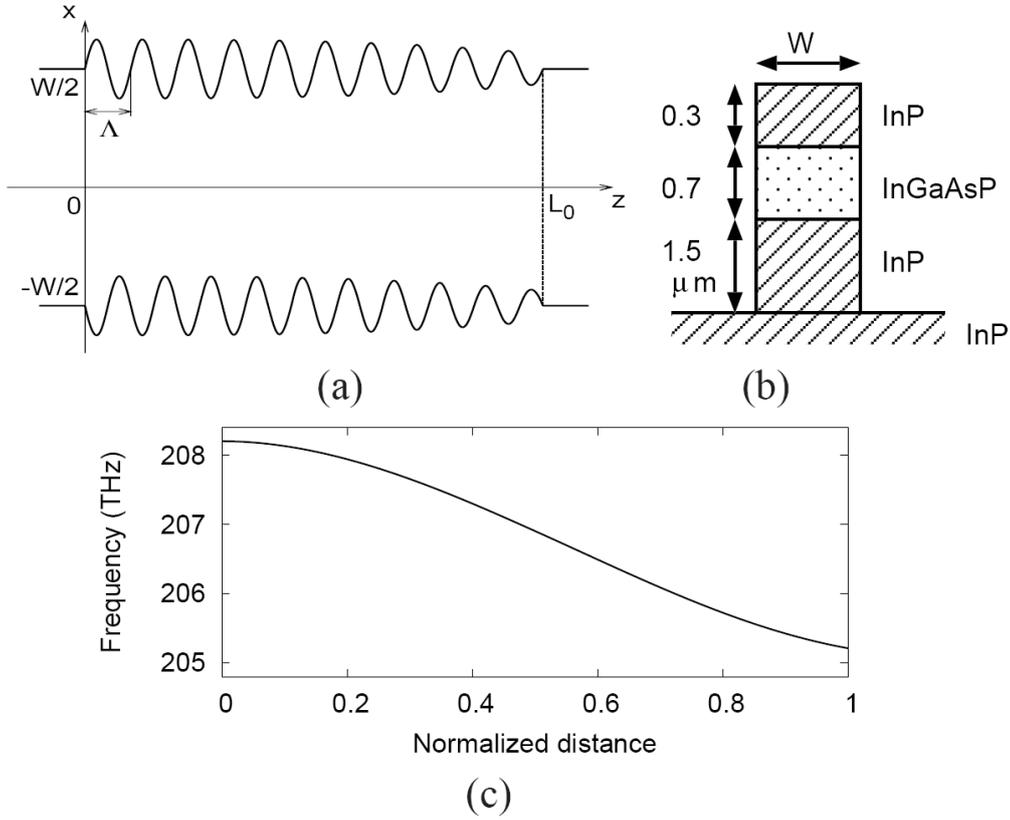 x
W/2
Λ
0
L0
z
-W/2
(a)
W
0.3
InP
0.7
InGaAsP
1.5
μm
InP
InP
(b)
Frequency (THz)
208
207
206
205
0
0.2
0.4
0.6
0.8
1
Normalized distance
(c)